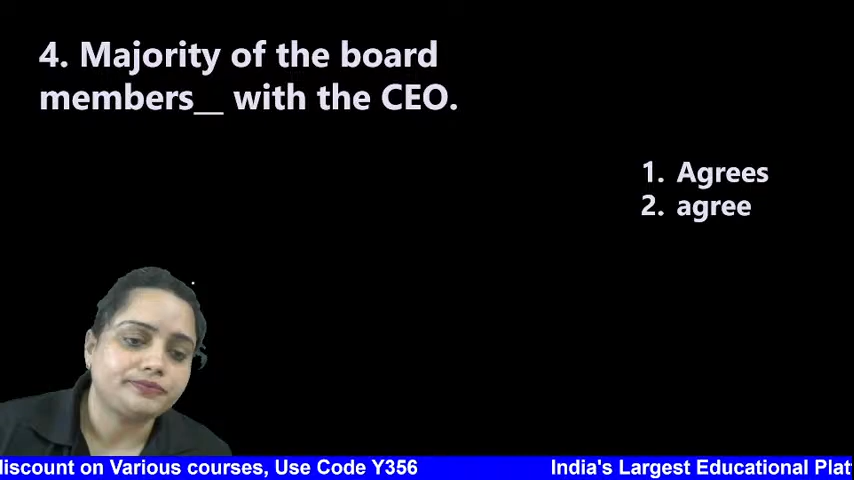 4. Majority of the board
members__ with the CEO.
1. Agrees
2. agree
discount on Various courses, Use Code Y356
India's Largest Educational Plat